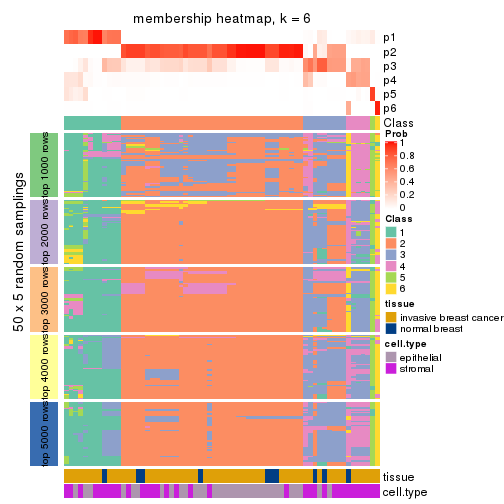 membership heatmap, k = 6
p1
p2
p3
p4
p5
p6
Class
Prob
1
0.8
0.6
0.4
0.2
0
Class
1
2
3
4
5
6
tissue
invasive breast cancer
normal breast
cell.type
epithelial
stromal
50 x 5 random samplings
top 1000 rows
top 2000 rows
top 3000 rows
top 4000 rows
top 5000 rows
tissue
cell.type